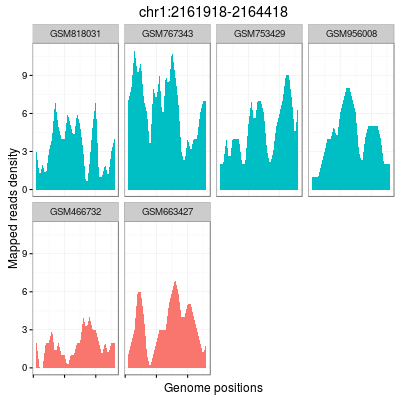 chr1:2161918-2164418
GSM818031 GSM767343 GSM753429 GSM956008
9
6
3
0
GSM466732 GSM663427
9
6
3
0
Mapped reads density
Genome positions